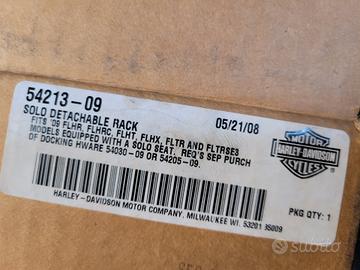 54213-09
SOLO DETACHABLE RACK 05/21/08
FITS '09 FLHR, FLHRC, FLHT, FLHX, FLTR AND FLTRSE3
MODELS EQUIPPED WITH A SOLO SEAT. REQ'S SEP PURCH
OF DOCKING HWARE 54030-09 OR 54205-09.
MOTOR
HARLEY-DAVIDSON
CYCLES
HARLEY-DAVIDSON MOTOR COMPANY, MILWAUKEE WI. 53201
PKG QTY: 1
subito